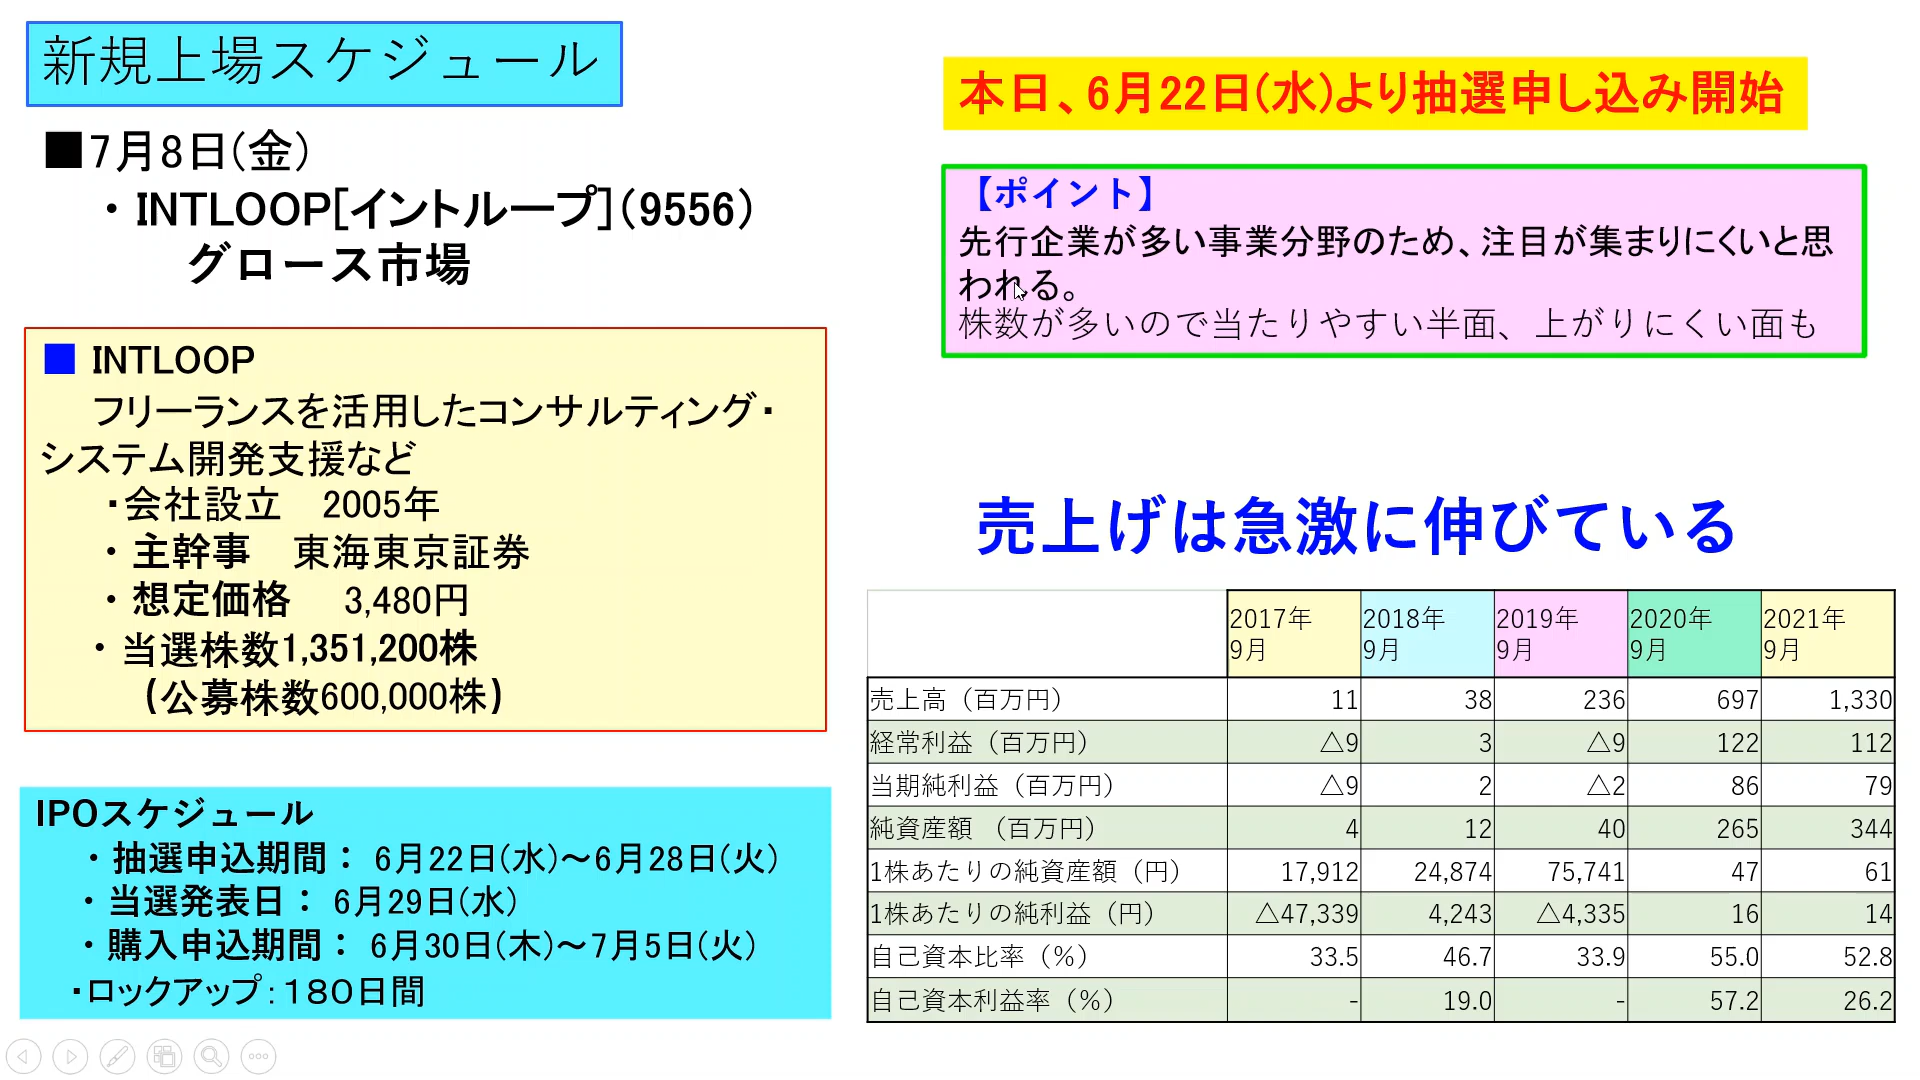 新規上場スケジュール
■7月8日(金)
・INTLOOP[イントループ](9556)
グロース市場
■ INTLOOP
フリーランスを活用したコンサルティング・
システム開発支援など
・会社設立 2005年
・主幹事 東海東京証券
・想定価格 3,480円
・当選株数1,351,200株
(公募株数600,000株)
IPOスケジュール
・抽選申込期間： 6月22日(水)～6月28日(火)
・当選発表日： 6月29日(水)
・購入申込期間： 6月30日(木)～7月5日(火)
・ロックアップ：１８０日間
本日、6月22日(水)より抽選申し込み開始
【ポイント】
先行企業が多い事業分野のため、注目が集まりにくいと思
われる。
株数が多いので当たりやすい半面、上がりにくい面も
売上げは急激に伸びている
2017年 2018年 2019年 2020年 2021年
9月 9月 9月 9月 9月
売上高（百万円） 11 38 236 697 1,330
経常利益（百万円） △9 3 △9 122 112
当期純利益（百万円） △9 2 △2 86 79
純資産額 （百万円） 4 12 40 265 344
1株あたりの純資産額（円） 17,912 24,874 75,741 47 61
1株あたりの純利益（円） △47,339 4,243 △4,335 16 14
自己資本比率（%） 33.5 46.7 33.9 55.0 52.8
自己資本利益率（%） - 19.0 - 57.2 26.2